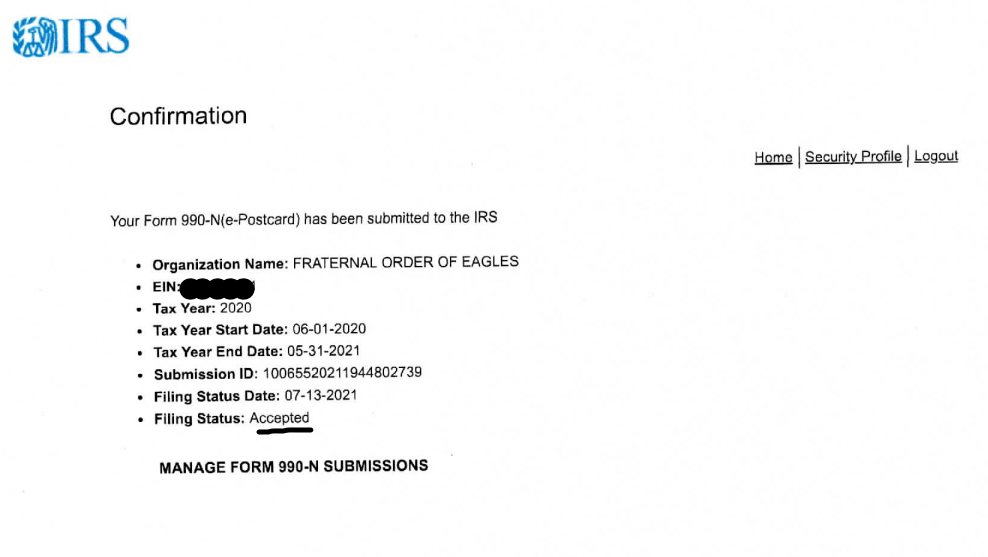 IRS
Confirmation
Home | Security Profile | Logout
Your Form 990-N(e-Postcard) has been submitted to the IRS
• Organization Name: FRATERNAL ORDER OF EAGLES
• EIN:
• Tax Year: 2020
• Tax Year Start Date: 06-01-2020
• Tax Year End Date: 05-31-2021
• Submission ID: 10065520211944802739
• Filing Status Date: 07-13-2021
• Filing Status: Accepted
MANAGE FORM 990-N SUBMISSIONS